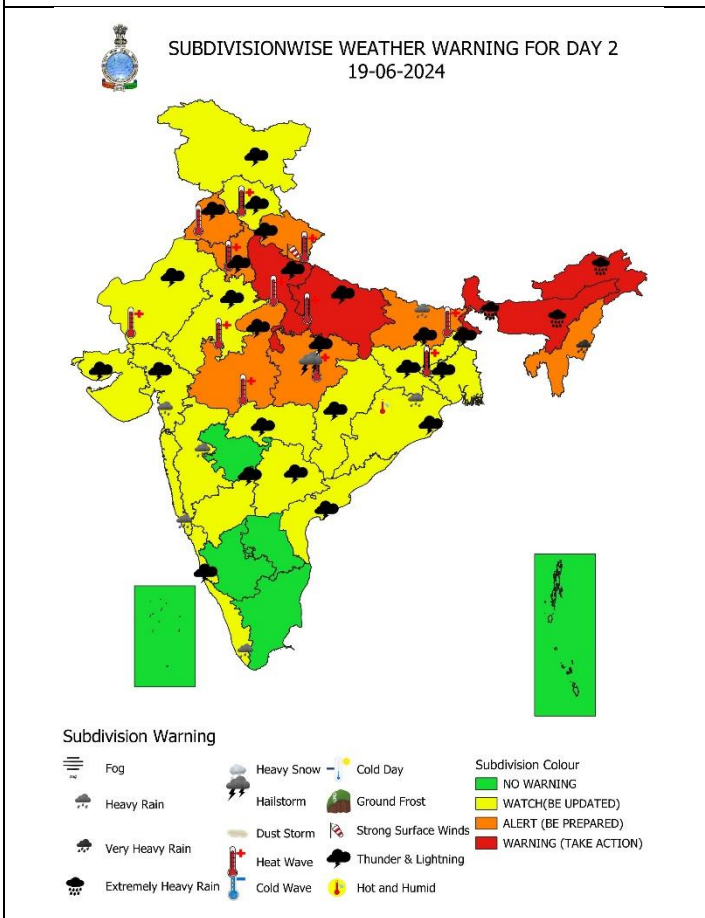 SUBDIVISIONWISE WEATHER WARNING FOR DAY 2
19-06-2024
Subdivision Warning
Fog
Heavy Rain
Very Heavy Rain
Extremely Heavy Rain
Heavy Snow
Hailstorm
Dust Storm
Heat Wave
Cold Wave
Cold Day
Ground Frost
Strong Surface Winds
Thunder & Lightning
Hot and Humid
Subdivision Colour
NO WARNING
WATCH(BE UPDATED)
ALERT (BE PREPARED)
WARNING (TAKE ACTION)